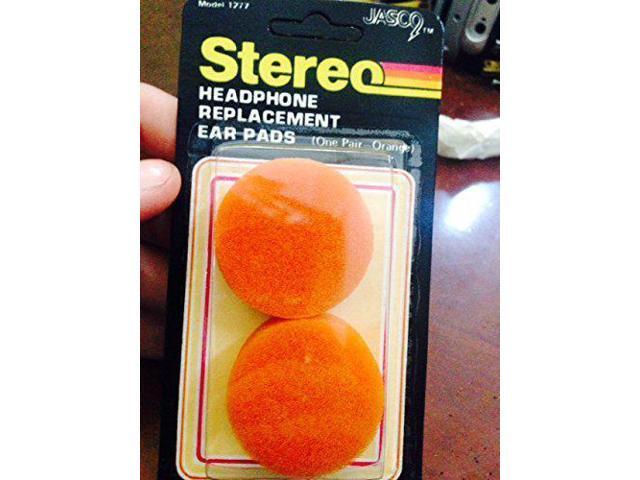 Model 1277
JASCO TM
Stereo
HEADPHONE
REPLACEMENT
EAR PADS (One Pair - Orange)